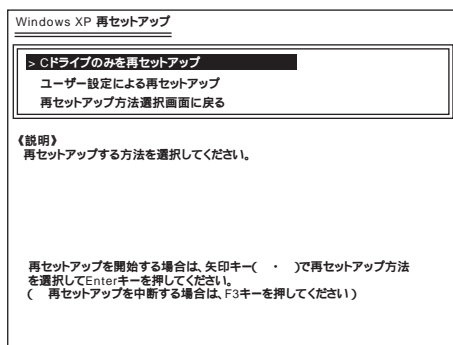 Windows XP 再セットアップ
> Cドライブのみを再セットアップ
ユーザー設定による再セットアップ
再セットアップ方法選択画面に戻る
《説明》
再セットアップする方法を選択してください。
再セットアップを開始する場合は、矢印キー( ・ )で再セットアップ方法
を選択してEnterキーを押してください。
( 再セットアップを中断する場合は、F3キーを押してください)